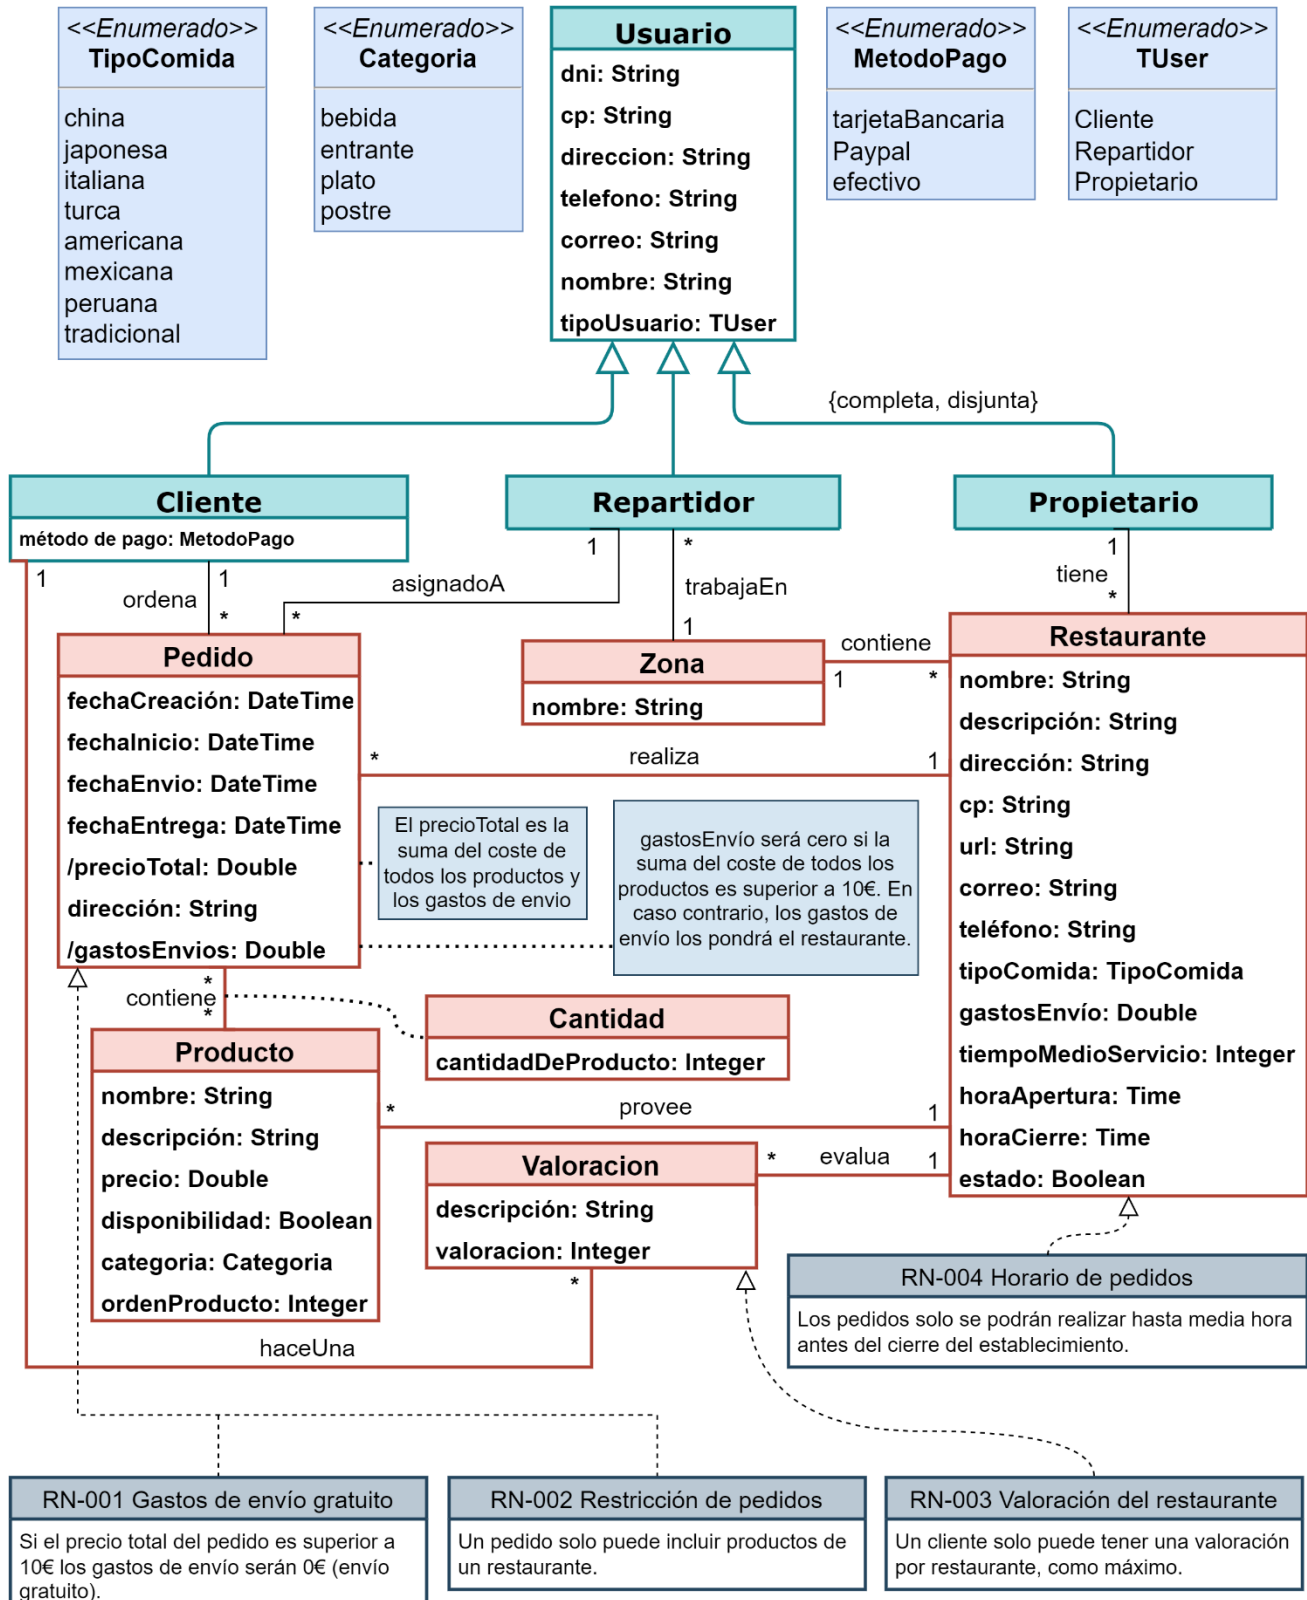 <<Enumerado>>
TipoComida
china
japonesa
italiana
turca
americana
mexicana
peruana
tradicional
<<Enumerado>>
Categoria
bebida
entrante
plato
postre
Usuario
dni: String
cp: String
direccion: String
telefono: String
correo: String
nombre: String
tipoUsuario: TUser
<<Enumerado>>
MetodoPago
tarjetaBancaria
Paypal
efectivo
<<Enumerado>>
TUser
Cliente
Repartidor
Propietario
{completa, disjunta}
Cliente
método de pago: MetodoPago
Repartidor
Propietario
1
1
ordena
*
asignadoA
1
*
*
trabajaEn
1
1
tiene
*
Pedido
fechaCreación: DateTime
fechaInicio: DateTime
fechaEnvio: DateTime
fechaEntrega: DateTime
/precioTotal: Double
dirección: String
/gastosEnvios: Double
Zona
nombre: String
contiene
1
*
Restaurante
nombre: String
descripción: String
dirección: String
cp: String
url: String
correo: String
teléfono: String
tipoComida: TipoComida
gastosEnvío: Double
tiempoMedioServicio: Integer
horaApertura: Time
horaCierre: Time
estado: Boolean
*
realiza
1
El precioTotal es la
suma del coste de
todos los productos y
los gastos de envio
gastosEnvío será cero si la
suma del coste de todos los
productos es superior a 10€. En
caso contrario, los gastos de
envío los pondrá el restaurante.
*
contiene
*
Cantidad
cantidadDeProducto: Integer
Producto
nombre: String
descripción: String
precio: Double
disponibilidad: Boolean
categoria: Categoria
ordenProducto: Integer
*
provee
1
Valoracion
descripción: String
valoracion: Integer
*
evalua
1
*
haceUna
RN-004 Horario de pedidos
Los pedidos solo se podrán realizar hasta media hora
antes del cierre del establecimiento.
RN-001 Gastos de envío gratuito
Si el precio total del pedido es superior a
10€ los gastos de envío serán 0€ (envío
gratuito).
RN-002 Restricción de pedidos
Un pedido solo puede incluir productos de
un restaurante.
RN-003 Valoración del restaurante
Un cliente solo puede tener una valoración
por restaurante, como máximo.